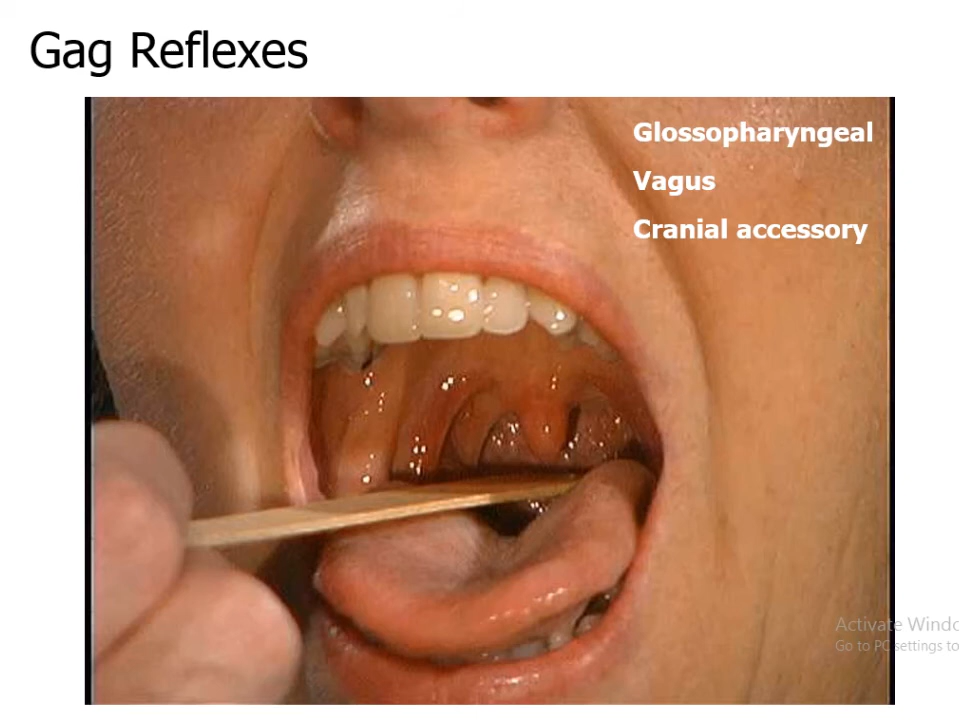 Gag Reflexes
Glossopharyngeal
Vagus
Cranial accessory
Activate Windo
Go to PC settings to